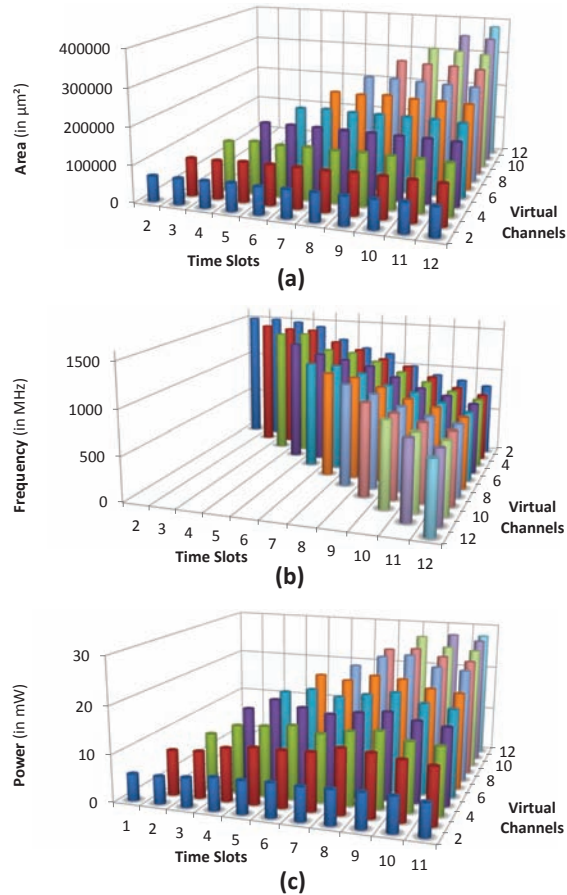 400000
300000
200000
100000
0
Area (in µm²)
2 3 4 5 6 7 8 9 10 11 12
Time Slots
2 4 6 8 10 12
Virtual
Channels
(a)
1500
1000
500
0
Frequency (in MHz)
2 3 4 5 6 7 8 9 10 11 12
Time Slots
2 4 6 8 10 12
Virtual
Channels
(b)
30
20
10
0
Power (in mW)
1 2 3 4 5 6 7 8 9 10 11
Time Slots
2 4 6 8 10 12
Virtual
Channels
(c)